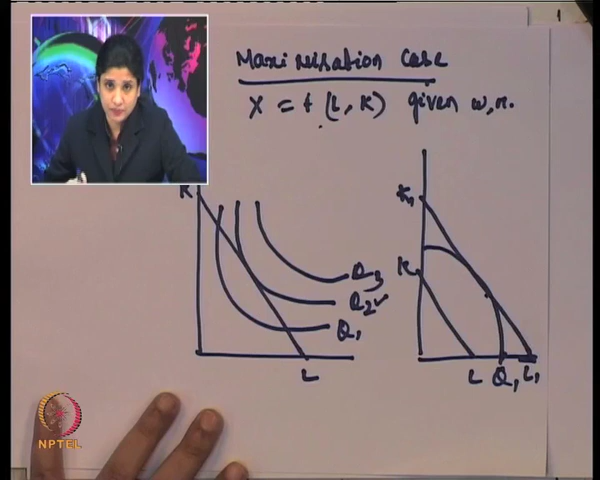 Maximisation Case
X = f (L, K) given w, r.
K
Q3
Q2
Q1
L
K1
K
L Q1 L1
NPTEL